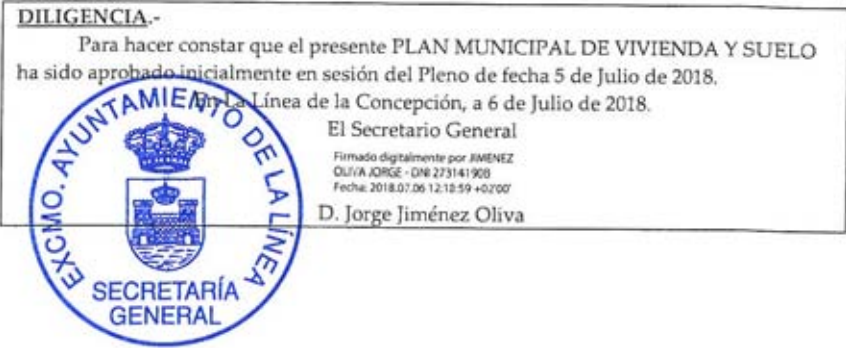 DILIGENCIA.-
Para hacer constar que el presente PLAN MUNICIPAL DE VIVIENDA Y SUELO
ha sido aprobado inicialmente en sesión del Pleno de fecha 5 de Julio de 2018.
En La Línea de la Concepción, a 6 de Julio de 2018.
El Secretario General
Firmado digitalmente por JIMENEZ
OLIVA JORGE - DNI 27314190B
Fecha: 2018.07.06 12:18:59 +02'00'
D. Jorge Jiménez Oliva
EXCMO. AYUNTAMIENTO DE LA LÍNEA
SECRETARÍA
GENERAL